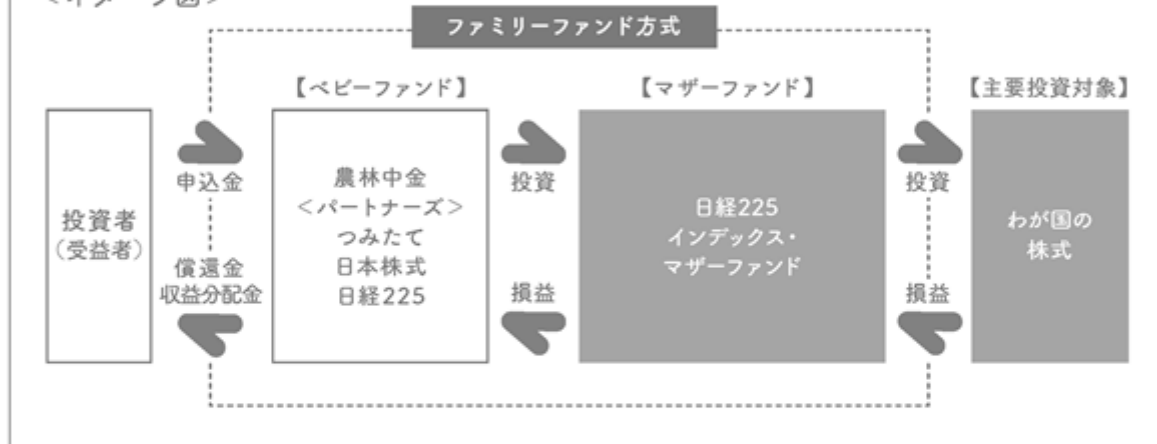 <イメージ図>
ファミリーファンド方式
【ベビーファンド】
【マザーファンド】
【主要投資対象】
投資者
(受益者)
申込金
償還金
収益分配金
農林中金
<パートナーズ>
つみたて
日本株式
日経225
投資
損益
日経225
インデックス・
マザーファンド
投資
損益
わが国の
株式